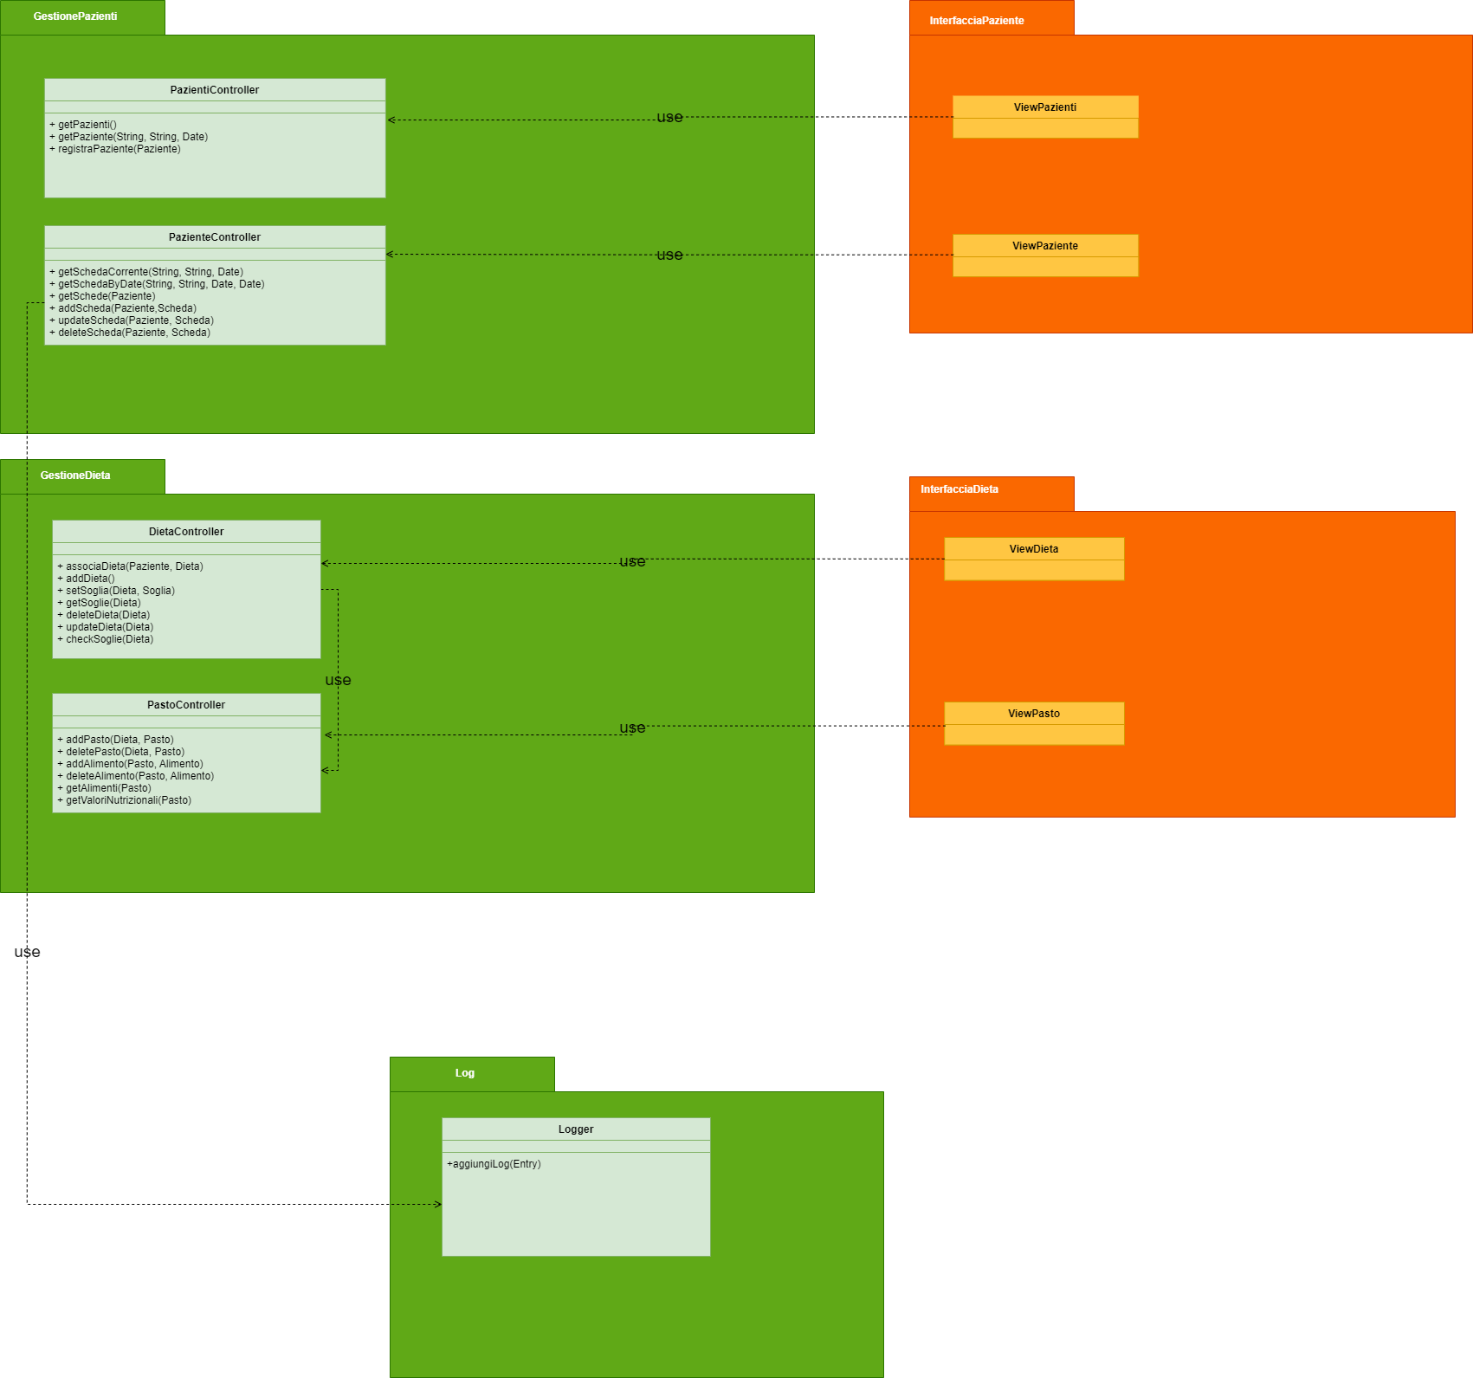 GestionePazienti
PazientiController
+ getPazienti()
+ getPaziente(String, String, Date)
+ registraPaziente(Paziente)
PazienteController
+ getSchedaCorrente(String, String, Date)
+ getSchedaByDate(String, String, Date, Date)
+ getSchede(Paziente)
+ addScheda(Paziente,Scheda)
+ updateScheda(Paziente, Scheda)
+ deleteScheda(Paziente, Scheda)
use
use
InterfacciaPaziente
ViewPazienti
ViewPaziente
GestioneDieta
DietaController
+ associaDieta(Paziente, Dieta)
+ addDieta()
+ setSoglia(Dieta, Soglia)
+ getSoglie(Dieta)
+ deleteDieta(Dieta)
+ updateDieta(Dieta)
+ checkSoglie(Dieta)
use
use
PastoController
+ addPasto(Dieta, Pasto)
+ deletePasto(Dieta, Pasto)
+ addAlimento(Pasto, Alimento)
+ deleteAlimento(Pasto, Alimento)
+ getAlimenti(Pasto)
+ getValoriNutrizionali(Pasto)
use
InterfacciaDieta
ViewDieta
ViewPasto
use
Log
Logger
+aggiungiLog(Entry)